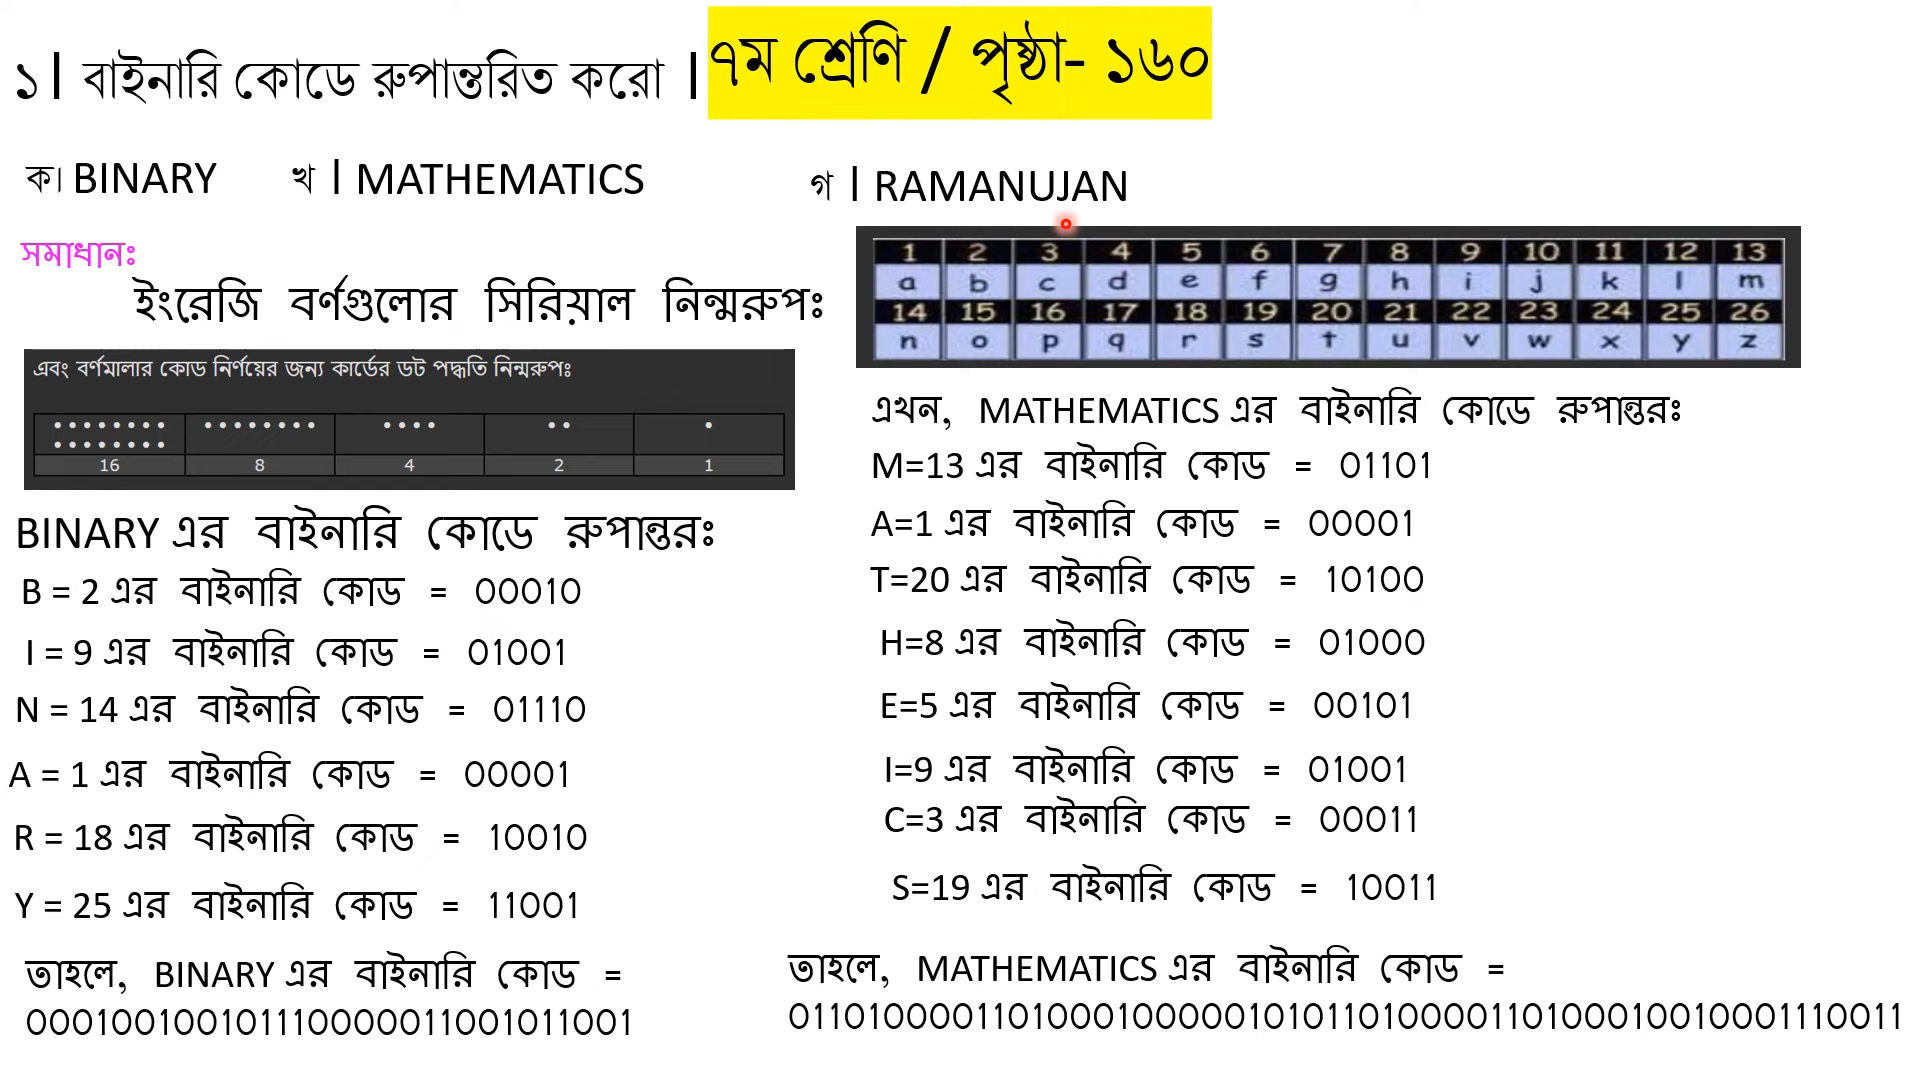 ১। বাইনারি কোডে রুপান্তরিত করো । ৭ম শ্রেণি / পৃষ্ঠা- ১৬০
ক। BINARY খ । MATHEMATICS গ । RAMANUJAN
সমাধানঃ
ইংরেজি বর্ণগুলোর সিরিয়াল নিন্মরুপঃ
1 2 3 4 5 6 7 8 9 10 11 12 13
a b c d e f g h i j k l m
14 15 16 17 18 19 20 21 22 23 24 25 26
n o p q r s t u v w x y z
এবং বর্ণমালার কোড নির্ণয়ের জন্য কার্ডের ডট পদ্ধতি নিন্মরুপঃ
16 8 4 2 1
BINARY এর বাইনারি কোডে রুপান্তরঃ
B = 2 এর বাইনারি কোড = 00010
I = 9 এর বাইনারি কোড = 01001
N = 14 এর বাইনারি কোড = 01110
A = 1 এর বাইনারি কোড = 00001
R = 18 এর বাইনারি কোড = 10010
Y = 25 এর বাইনারি কোড = 11001
তাহলে, BINARY এর বাইনারি কোড =
000100100101110000011001011001
এখন, MATHEMATICS এর বাইনারি কোডে রুপান্তরঃ
M=13 এর বাইনারি কোড = 01101
A=1 এর বাইনারি কোড = 00001
T=20 এর বাইনারি কোড = 10100
H=8 এর বাইনারি কোড = 01000
E=5 এর বাইনারি কোড = 00101
I=9 এর বাইনারি কোড = 01001
C=3 এর বাইনারি কোড = 00011
S=19 এর বাইনারি কোড = 10011
তাহলে, MATHEMATICS এর বাইনারি কোড =
0110100001101000100000101011010000110100010010001110011